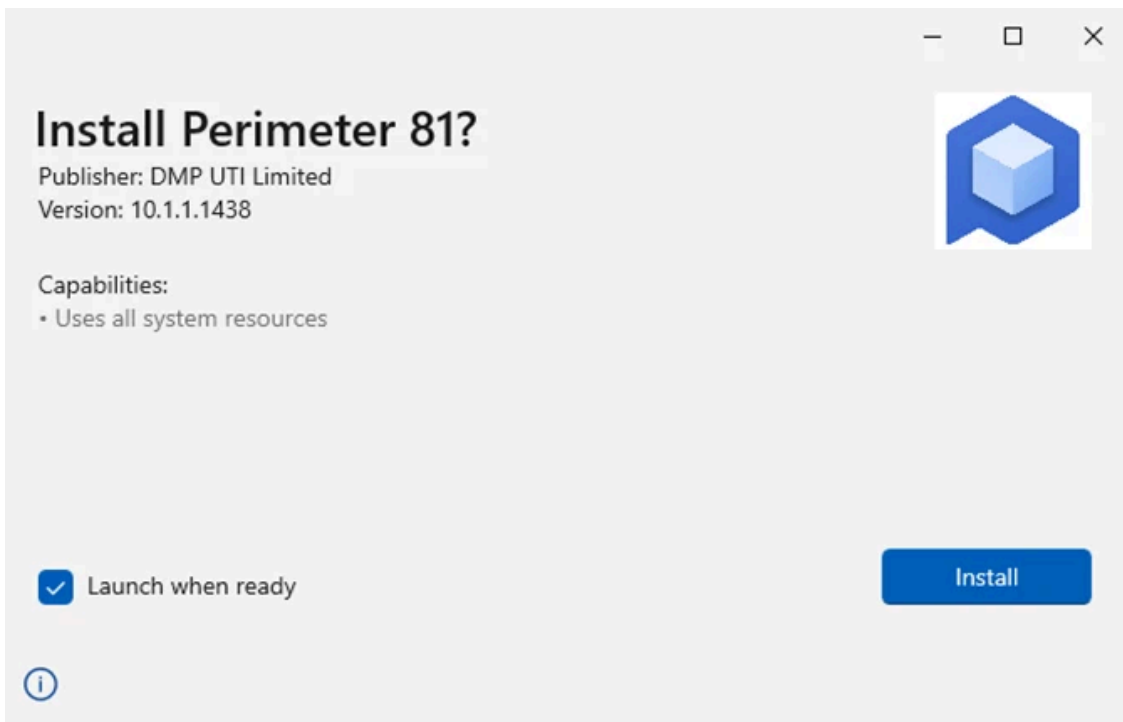 Install Perimeter 81?
Publisher: DMP UTI Limited
Version: 10.1.1.1438
Capabilities:
• Uses all system resources
Launch when ready
Install